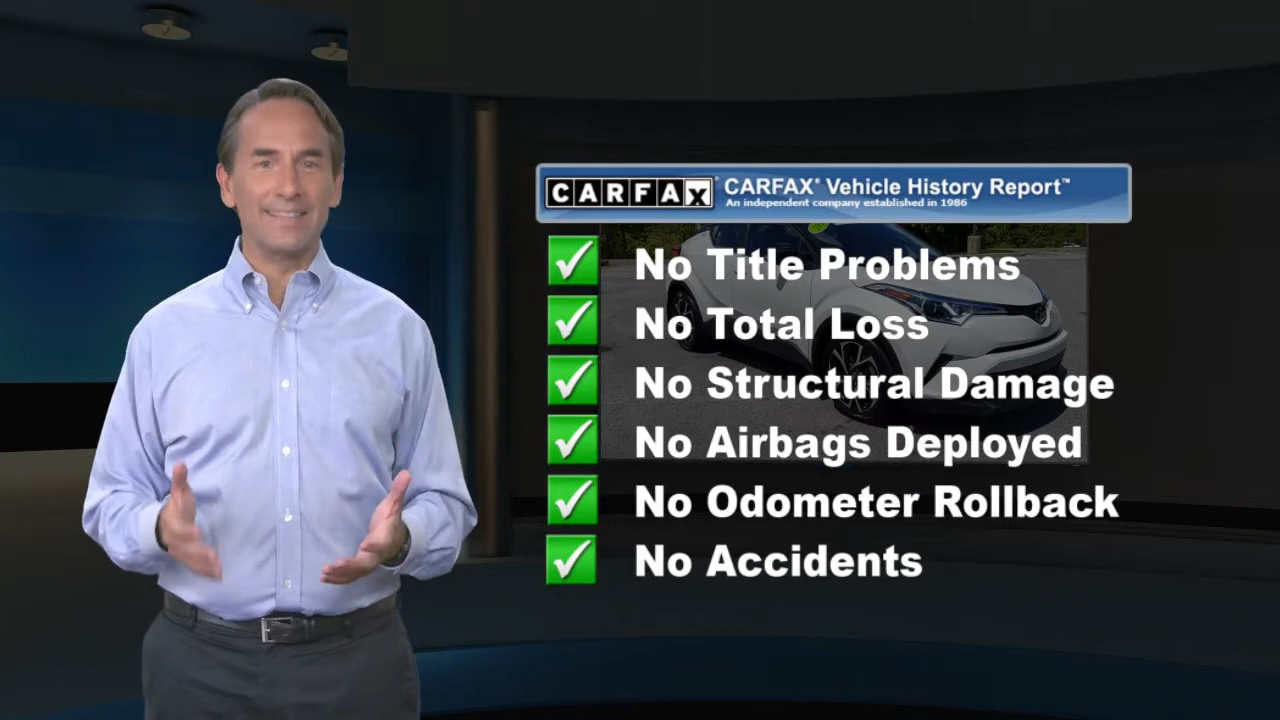 CARFAX
CARFAX® Vehicle History Report™
An independent company established in 1986
No Title Problems
No Total Loss
No Structural Damage
No Airbags Deployed
No Odometer Rollback
No Accidents